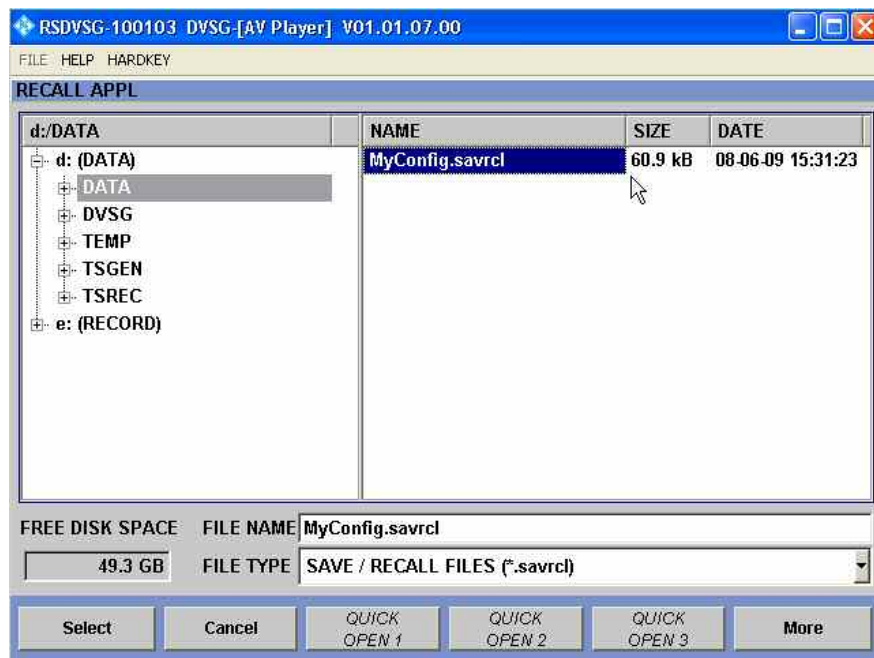 RSDVSG-100103 DVSG-[AV Player] V01.01.07.00
FILE HELP HARDKEY
RECALL APPL
d:/DATA NAME SIZE DATE
d: (DATA) MyConfig.savrcl 60.9 kB 08-06-09 15:31:23
DATA
DVSG
TEMP
TSGEN
TSREC
e: (RECORD)
FREE DISK SPACE FILE NAME MyConfig.savrcl
49.3 GB FILE TYPE SAVE / RECALL FILES (*.savrcl)
Select Cancel QUICK OPEN 1 QUICK OPEN 2 QUICK OPEN 3 More